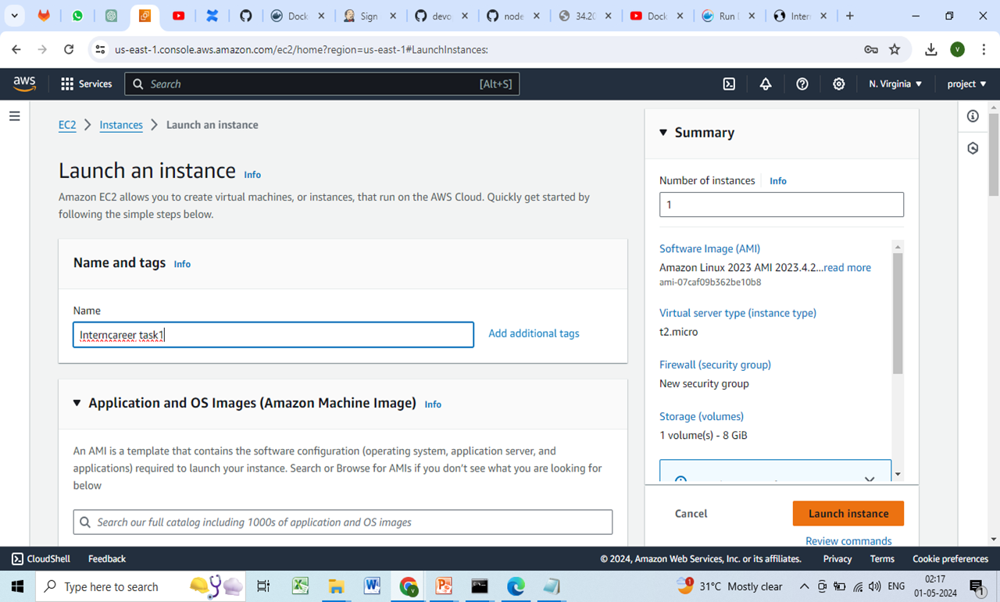 Dock
Sign
devo
node
34.20
Dock
Run D
Inter
us-east-1.console.aws.amazon.com/ec2/home?region=us-east-1#LaunchInstances:
V
aws
Services
Search
[Alt+S]
N. Virginia
project
EC2 > Instances > Launch an instance
Launch an instance Info
Amazon EC2 allows you to create virtual machines, or instances, that run on the AWS Cloud. Quickly get started by
following the simple steps below.
Name and tags Info
Name
Interncareer task1
Add additional tags
Application and OS Images (Amazon Machine Image) Info
An AMI is a template that contains the software configuration (operating system, application server, and
applications) required to launch your instance. Search or Browse for AMIs if you don't see what you are looking for
below
Search our full catalog including 1000s of application and OS images
Summary
Number of instances Info
1
Software Image (AMI)
Amazon Linux 2023 AMI 2023.4.2...read more
ami-07caf09b362be10b8
Virtual server type (instance type)
t2.micro
Firewall (security group)
New security group
Storage (volumes)
1 volume(s) - 8 GiB
Cancel
Launch instance
Review commands
CloudShell
Feedback
© 2024, Amazon Web Services, Inc. or its affiliates.
Privacy
Terms
Cookie preferences
Type here to search
1
31°C Mostly clear
ENG
02:17
01-05-2024
1